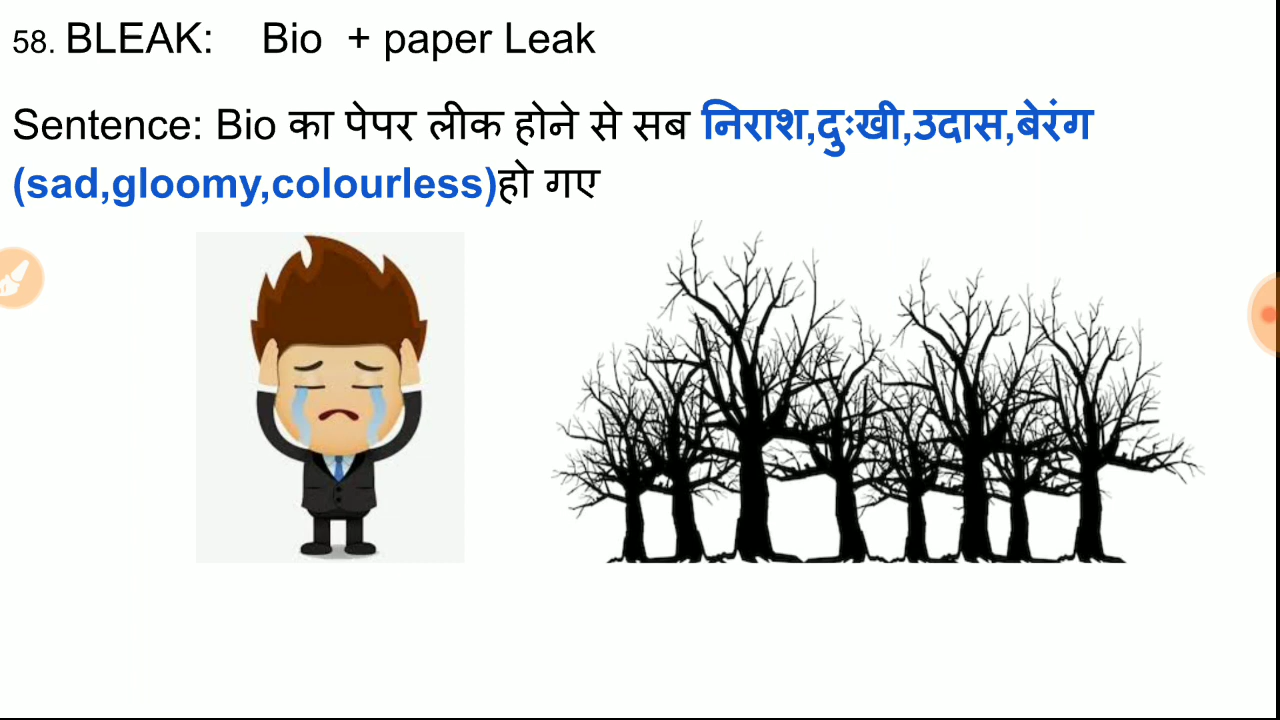 58. BLEAK: Bio + paper Leak
Sentence: Bio का पेपर लीक होने से सब निराश,दुःखी,उदास,बेरंग
(sad,gloomy,colourless)हो गए